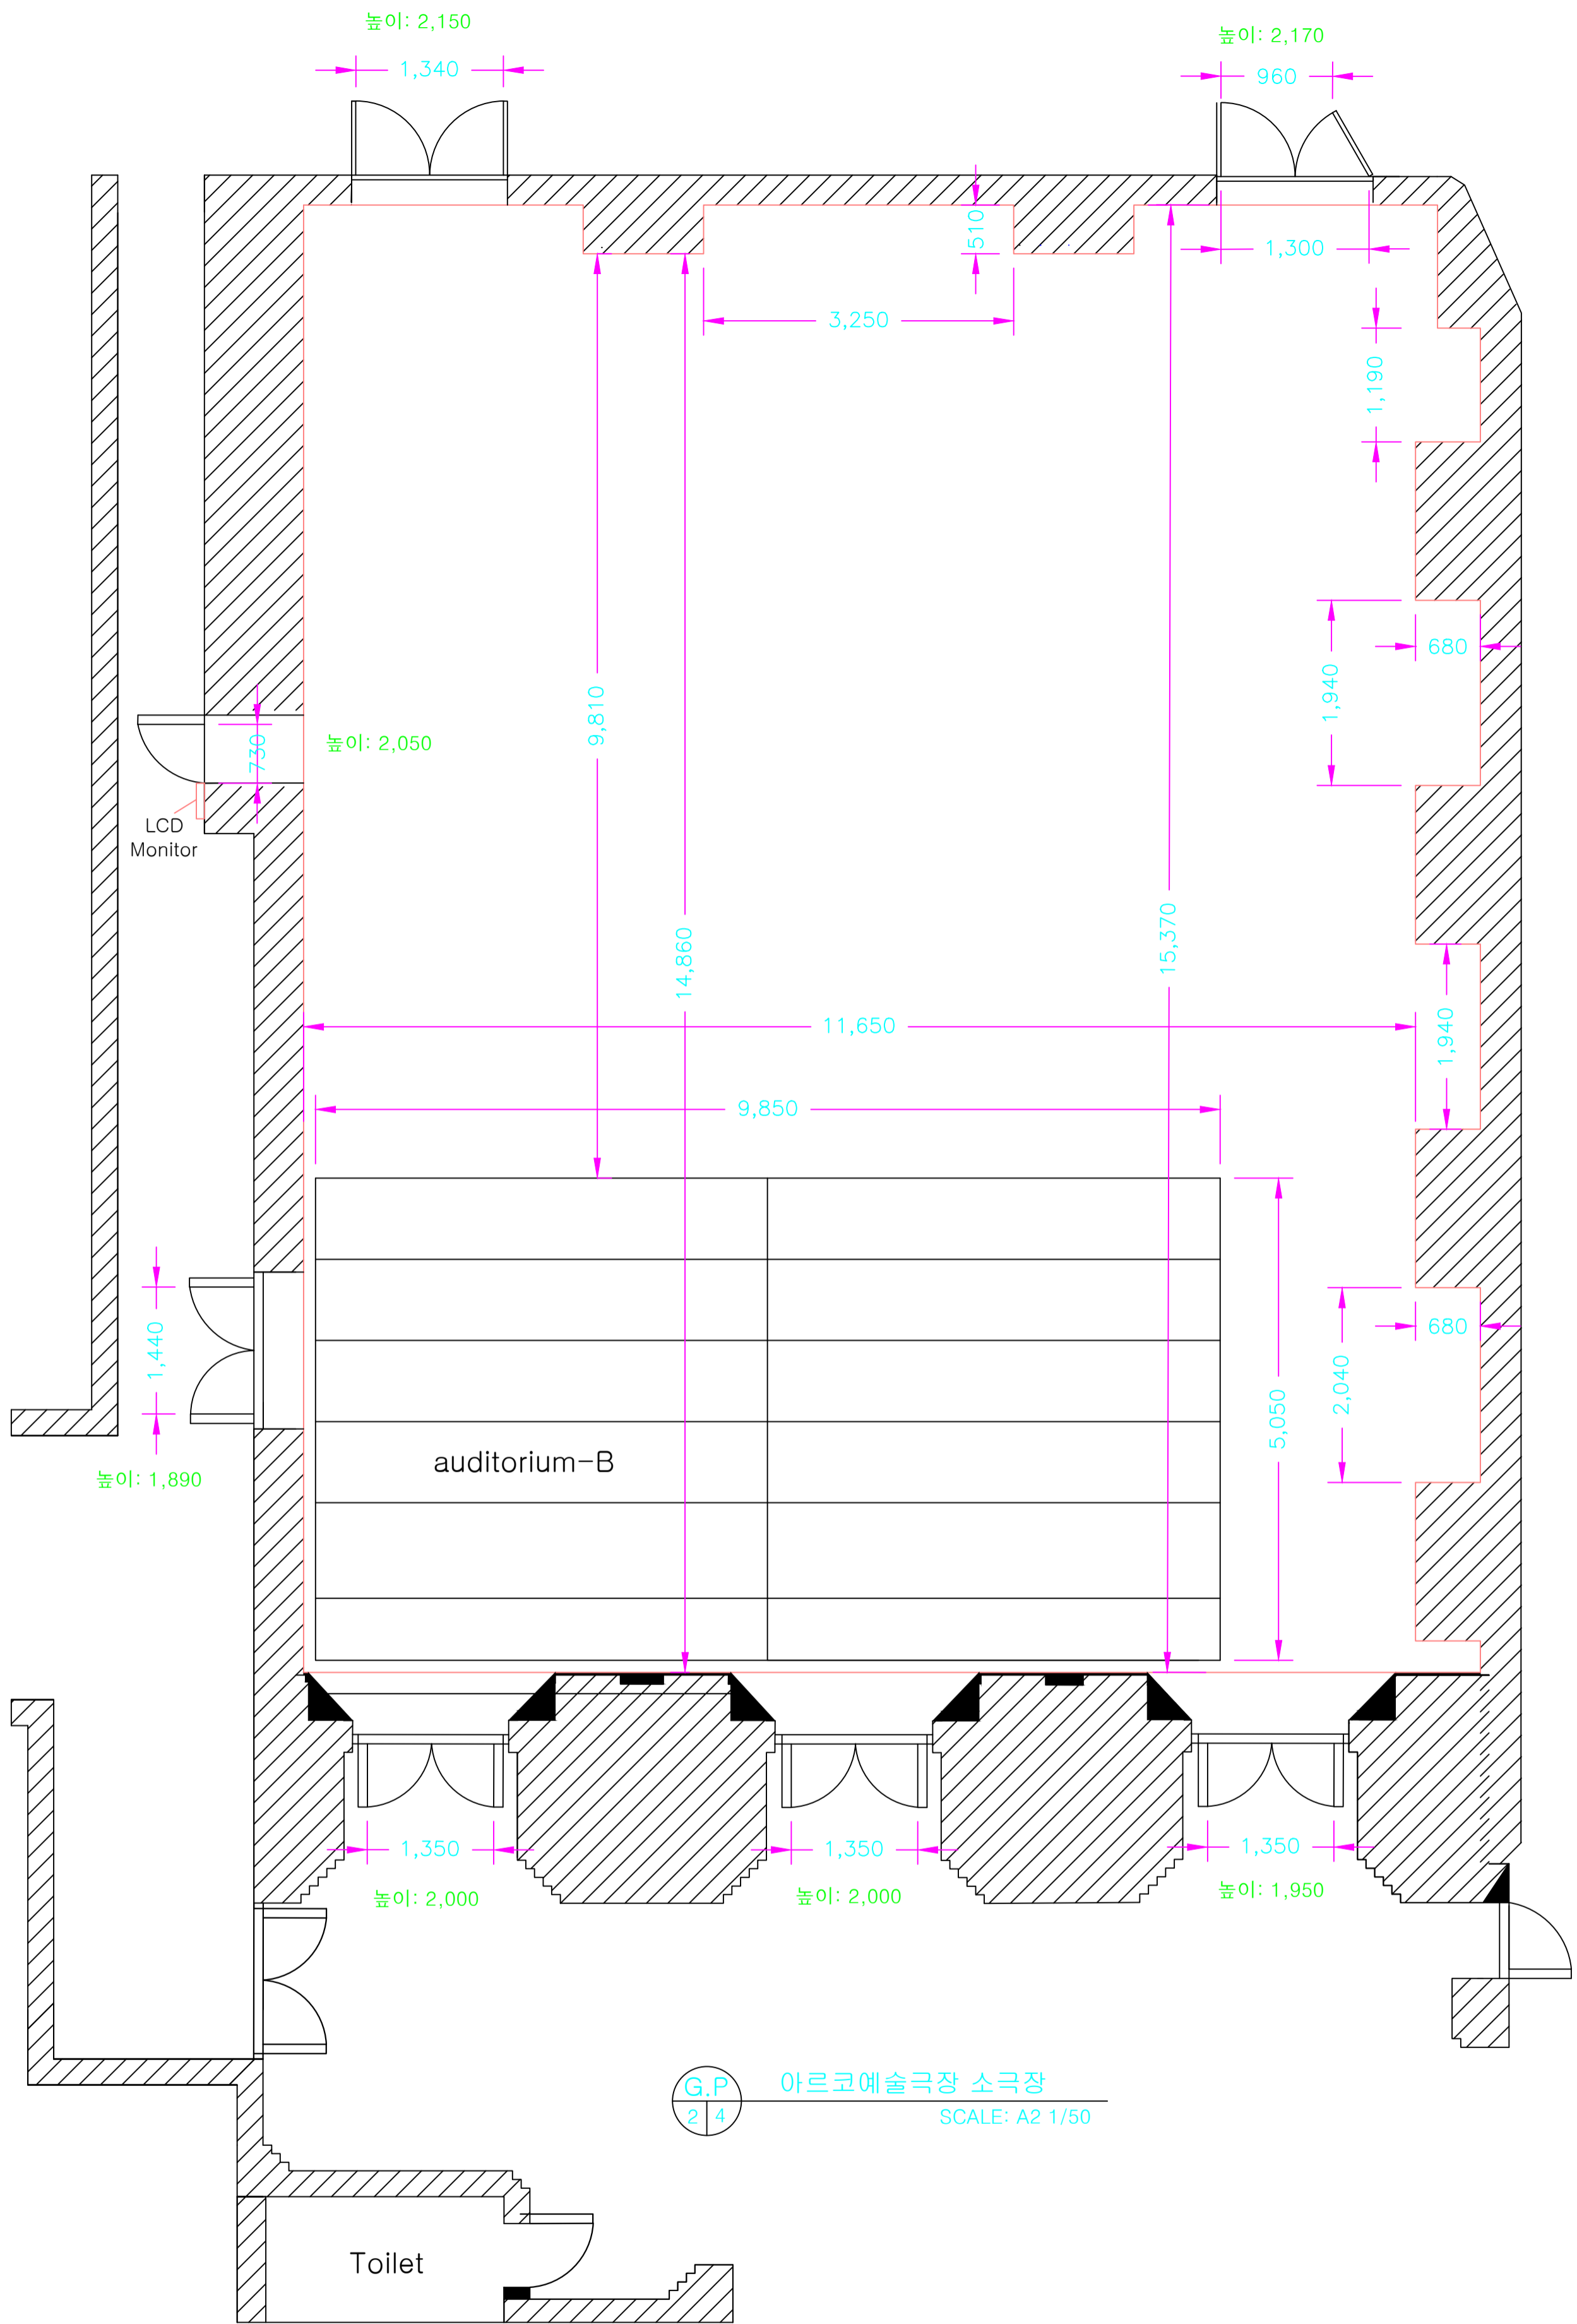 높이: 2,150
높이: 2,170
1,340
960
510
1,300
3,250
1,190
680
1,940
9,810
730
높이: 2,050
LCD
Monitor
14,860
15,370
11,650
1,940
9,850
1,440
680
2,040
5,050
auditorium-B
높이: 1,890
1,350
1,350
1,350
높이: 2,000
높이: 2,000
높이: 1,950
G.P
아르코예술극장 소극장
2 4
SCALE: A2 1/50
Toilet